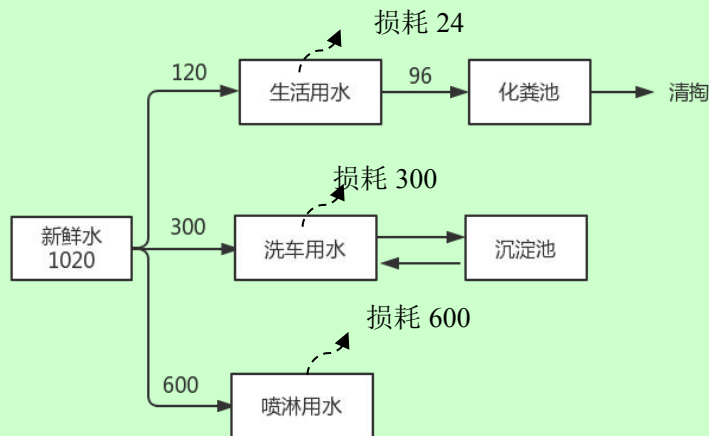 损耗 24
120
生活用水
96
化粪池
清掏
损耗 300
新鲜水
1020
300
洗车用水
沉淀池
损耗 600
600
喷淋用水